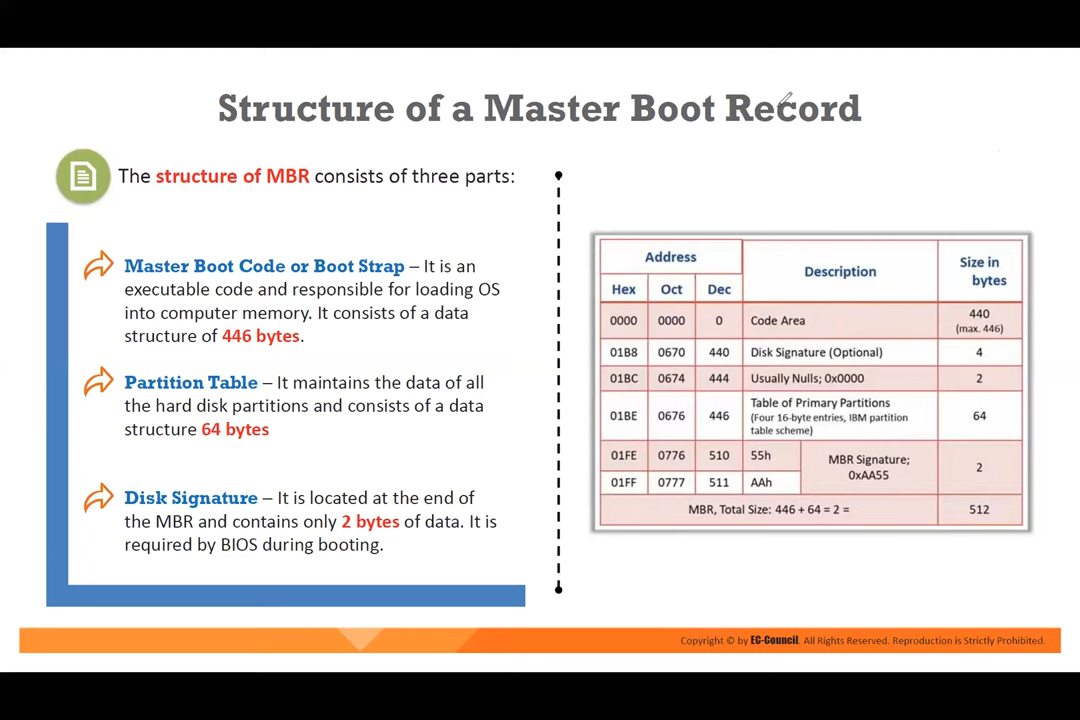 Structure of a Master Boot Record
The structure of MBR consists of three parts:
Master Boot Code or Boot Strap – It is an
executable code and responsible for loading OS
into computer memory. It consists of a data
structure of 446 bytes.
Partition Table – It maintains the data of all
the hard disk partitions and consists of a data
structure 64 bytes
Disk Signature – It is located at the end of
the MBR and contains only 2 bytes of data. It is
required by BIOS during booting.
Address Description Size in bytes
Hex Oct Dec
0000 0000 0 Code Area 440
(max. 446)
01B8 0670 440 Disk Signature (Optional) 4
01BC 0674 444 Usually Nulls; 0x0000 2
01BE 0676 446 Table of Primary Partitions 64
(Four 16-byte entries, IBM partition
table scheme)
01FE 0776 510 55h MBR Signature; 2
01FF 0777 511 AAh 0xAA55
MBR, Total Size: 446 + 64 = 2 = 512
Copyright © by EC-Council. All Rights Reserved. Reproduction is Strictly Prohibited.